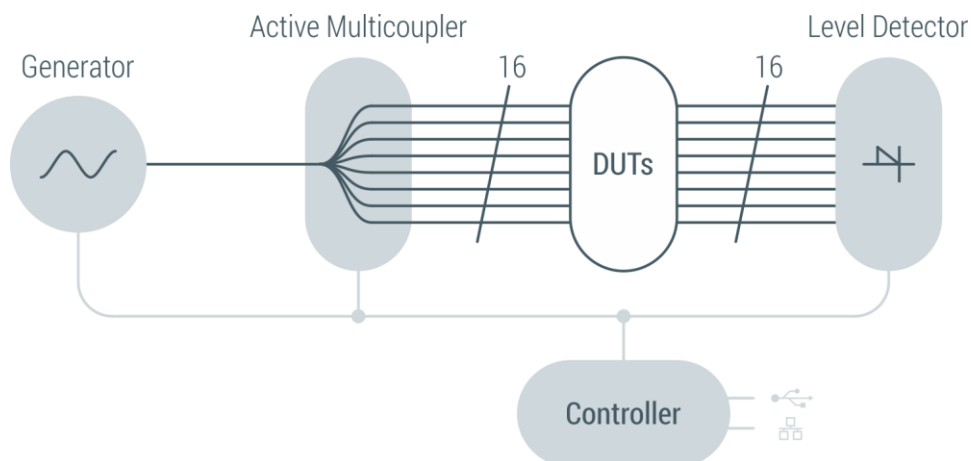 Active Multicoupler
Level Detector
Generator
16
16
DUTs
Controller